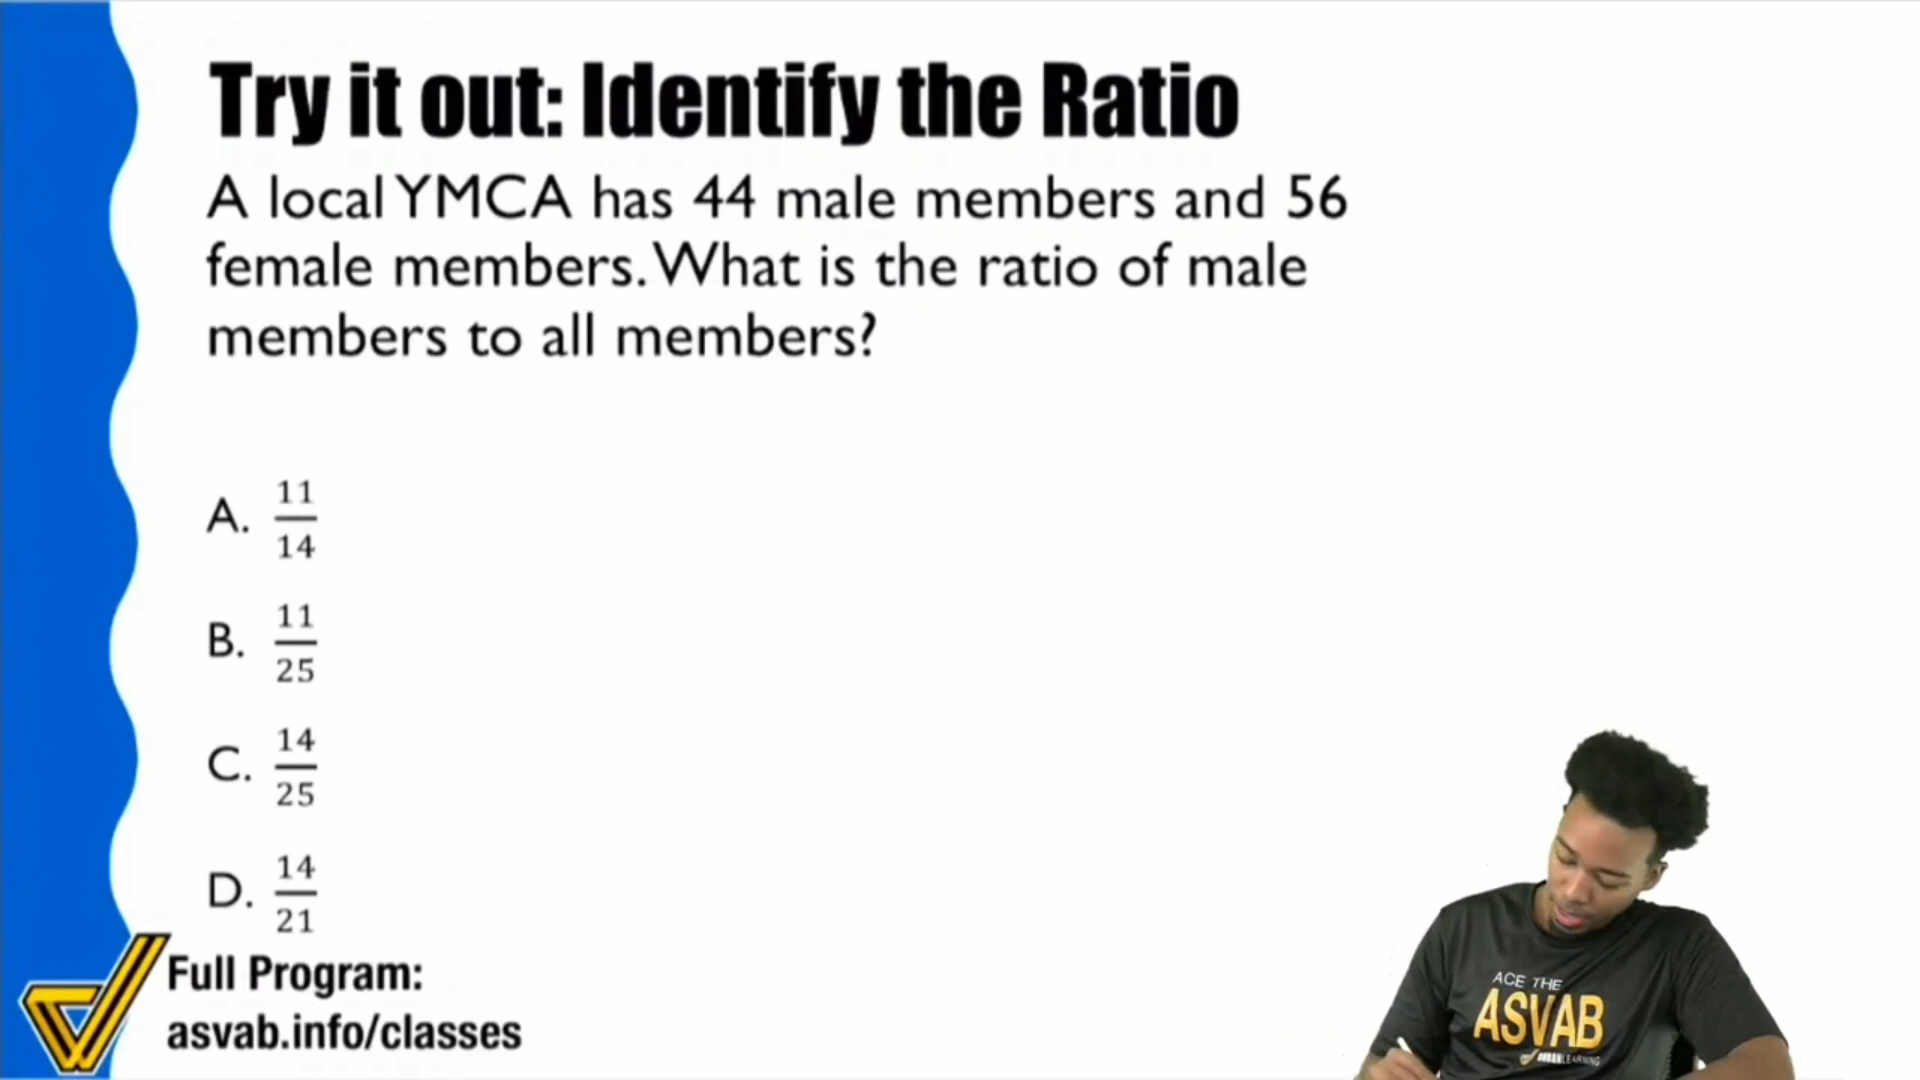 Try it out: Identify the Ratio
A local YMCA has 44 male members and 56
female members. What is the ratio of male
members to all members?
A. 11/14
B. 11/25
C. 14/25
D. 14/21
Full Program:
asvab.info/classes
ACE THE
ASVAB
LEARNING